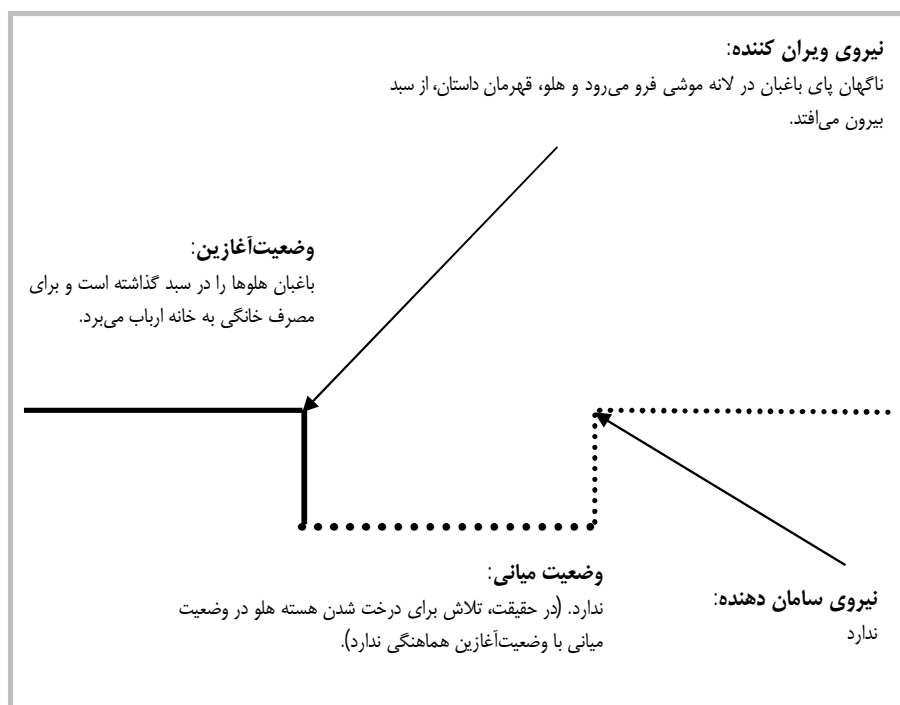 نیروی ویران کننده:
ناگهان پای باغبان در لانه موشی فرو می‌رود و هلو، قهرمان داستان، از سبد
بیرون می‌افتد.
وضعیت‌آغازین:
باغبان هلوها را در سبد گذاشته است و برای
مصرف خانگی به خانه ارباب می‌برد.
وضعیت میانی:
ندارد. (در حقیقت، تلاش برای درخت شدن هسته هلو در وضعیت
میانی با وضعیت‌آغازین هماهنگی ندارد).
نیروی سامان دهنده:
ندارد